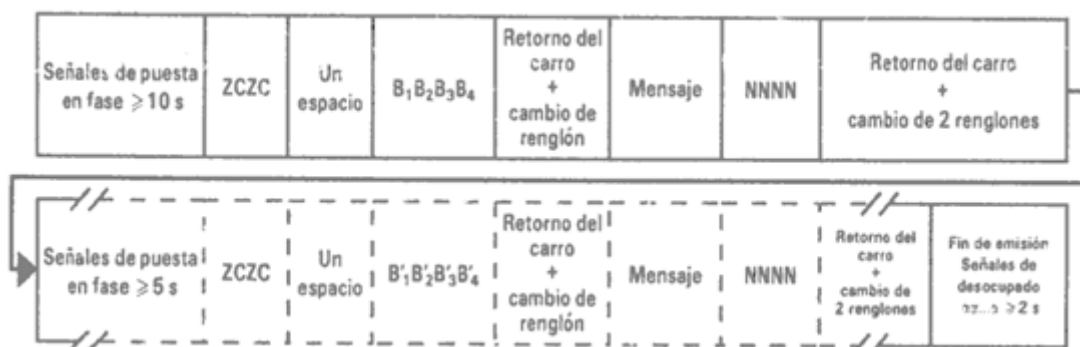 Señales de puesta
en fase ≥ 10 s
ZCZC
Un
espacio
B₁B₂B₃B₄
Retorno del
carro
+
cambio de
renglón
Mensaje
NNNN
Retorno del carro
+
cambio de 2 renglones
Señales de puesta
en fase ≥ 5 s
ZCZC
Un
espacio
B'₁B'₂B'₃B'₄
Retorno del
carro
+
cambio de
renglón
Mensaje
NNNN
Retorno del
carro
+
cambio de
2 renglones
Fin de emisión
Señales de
desocupado
≥ 2 s